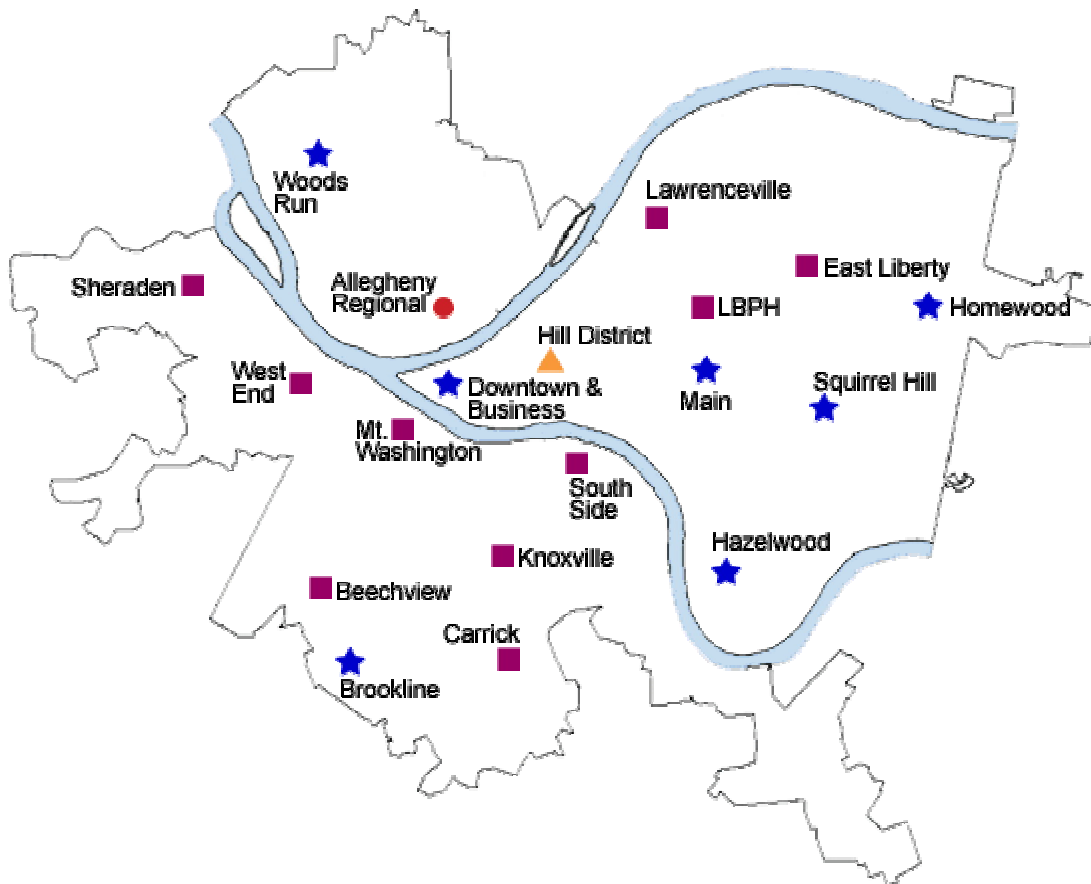 Woods
Run
Lawrenceville
East Liberty
Sheraden
Allegheny
Regional
LBPH
Homewood
Hill District
West
End
Downtown &
Business
Main
Squirrel Hill
Mt.
Washington
South
Side
Hazelwood
Knoxville
Beechview
Carrick
Brookline